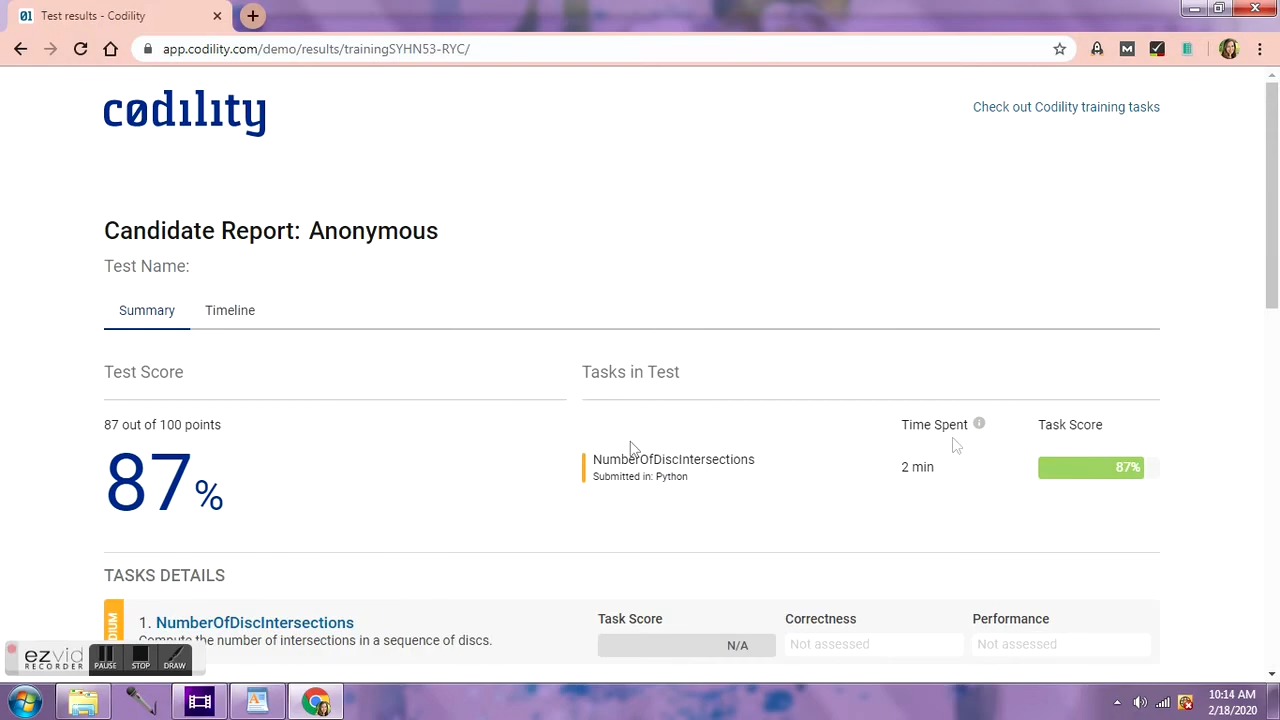 Test results - Codility
app.codility.com/demo/results/trainingSYHN53-RYC/
cødility
Check out Codility training tasks
Candidate Report: Anonymous
Test Name:
Summary
Timeline
Test Score
Tasks in Test
87 out of 100 points
Time Spent
Task Score
87%
NumberOfDiscIntersections
Submitted in: Python
2 min
87%
TASKS DETAILS
1. NumberOfDiscIntersections
Compute the number of intersections in a sequence of discs.
Task Score
N/A
Correctness
Not assessed
Performance
Not assessed
ezvid
RECORDER
PAUSE
STOP
DRAW
10:14 AM
2/18/2020